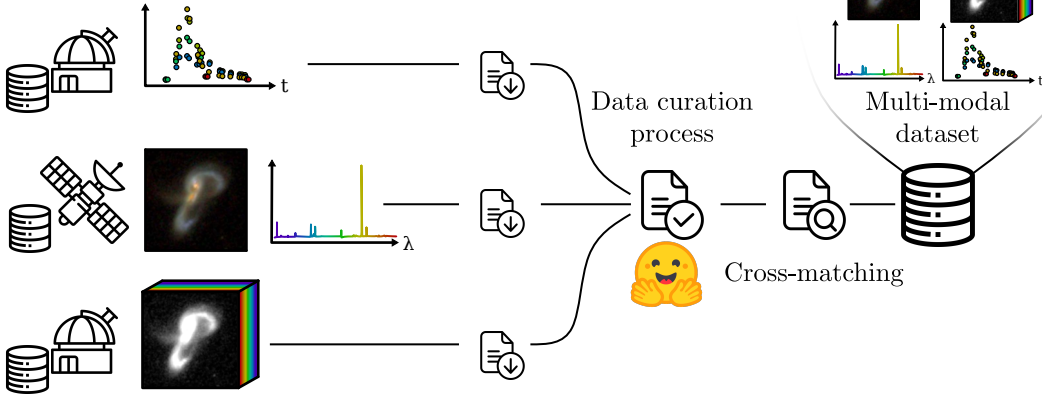 t
Data curation
process
λ
t
Multi-modal
dataset
λ
Cross-matching